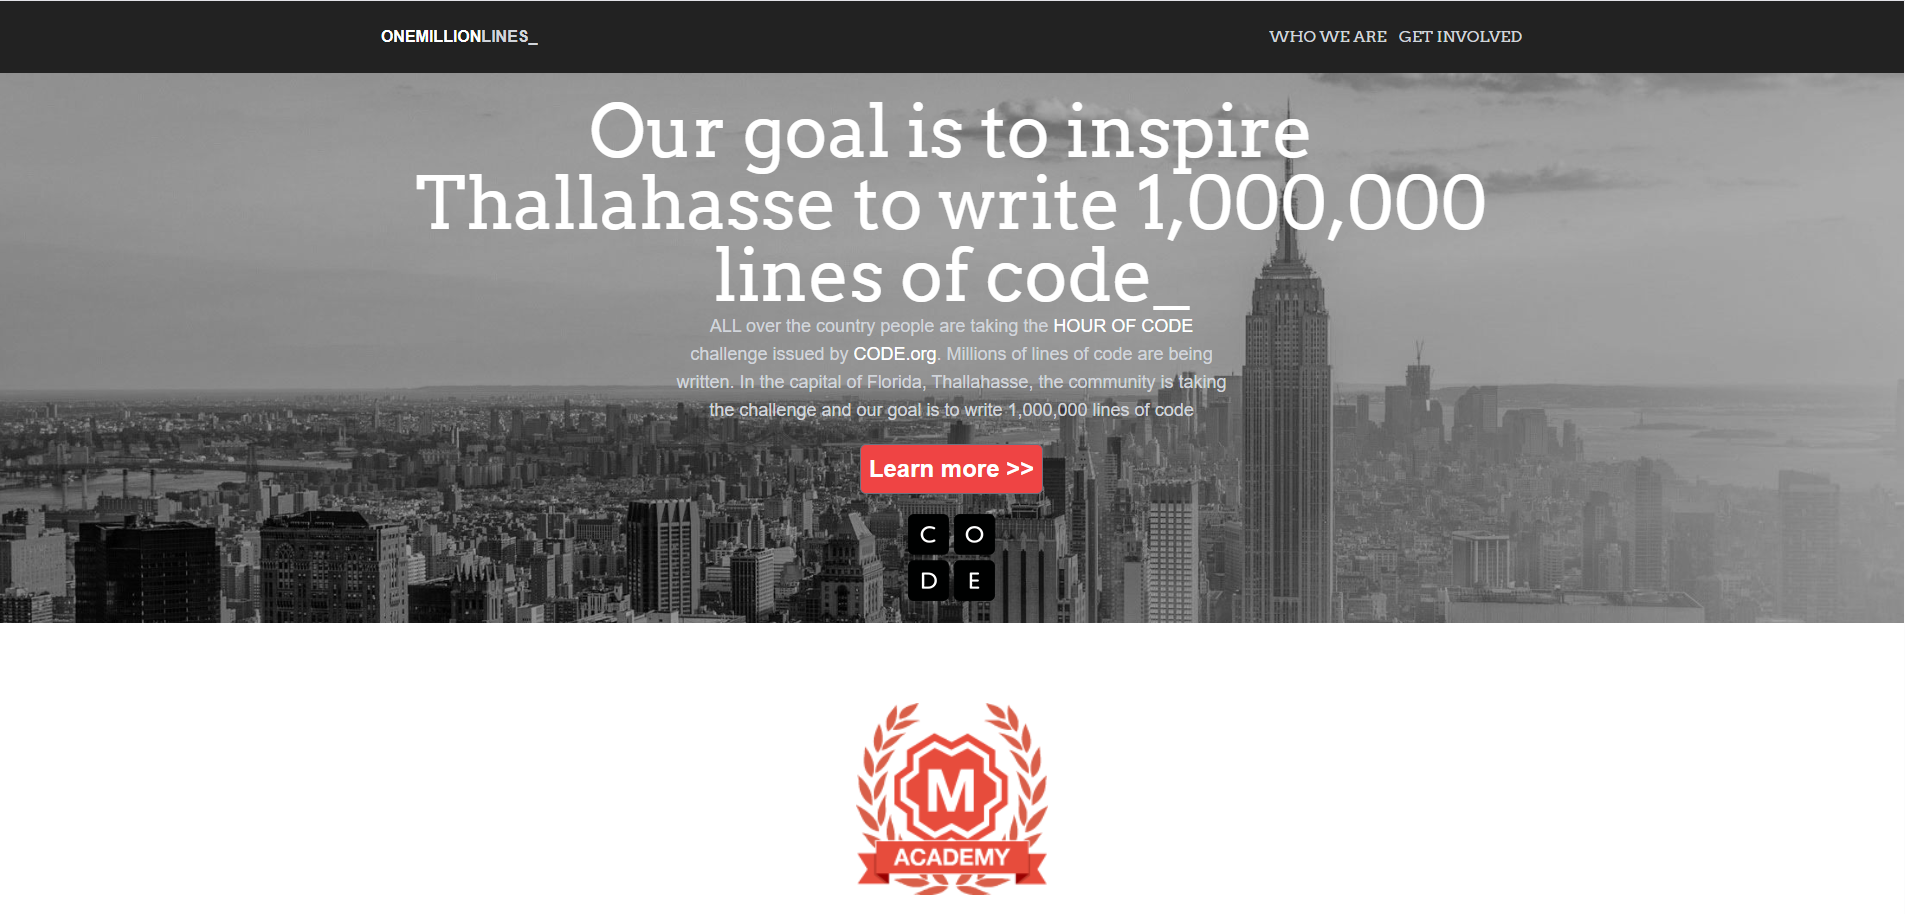 ONEMILLIONLINES_
WHO WE ARE GET INVOLVED
Our goal is to inspire
Thallahasse to write 1,000,000
lines of code_
ALL over the country people are taking the HOUR OF CODE
challenge issued by CODE.org. Millions of lines of code are being
written. In the capital of Florida, Thallahasse, the community is taking
the challenge and our goal is to write 1,000,000 lines of code
Learn more >>
C O
D E
M
ACADEMY